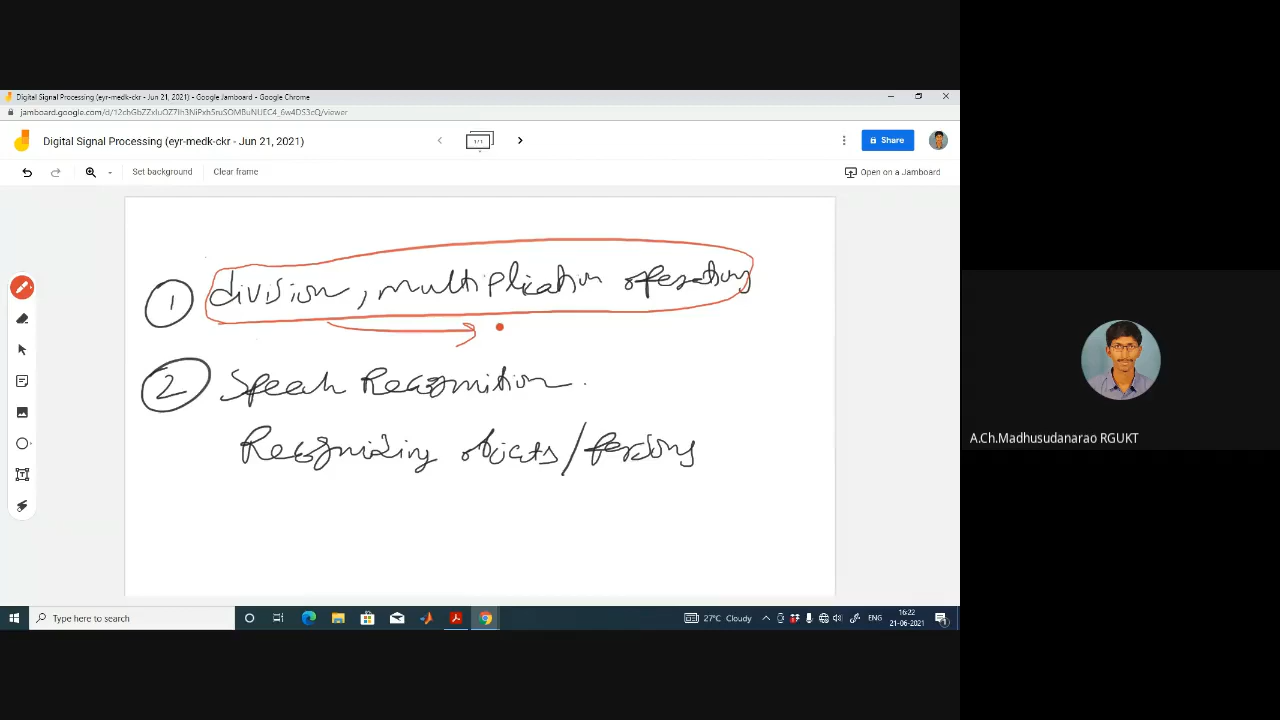 Digital Signal Processing (eyr-medk-ckr - Jun 21, 2021) - Google Jamboard - Google Chrome
Digital Signal Processing (eyr-medk-ckr - Jun 21, 2021)
1/1
Share
Set background
Clear frame
Open on a Jamboard
1 division, multiplication operations
2 Speech Recognition.
Recognizing objects/persons
A.Ch.Madhusudanarao RGUKT
Type here to search
27°C Cloudy
ENG
16:22
21-06-2021